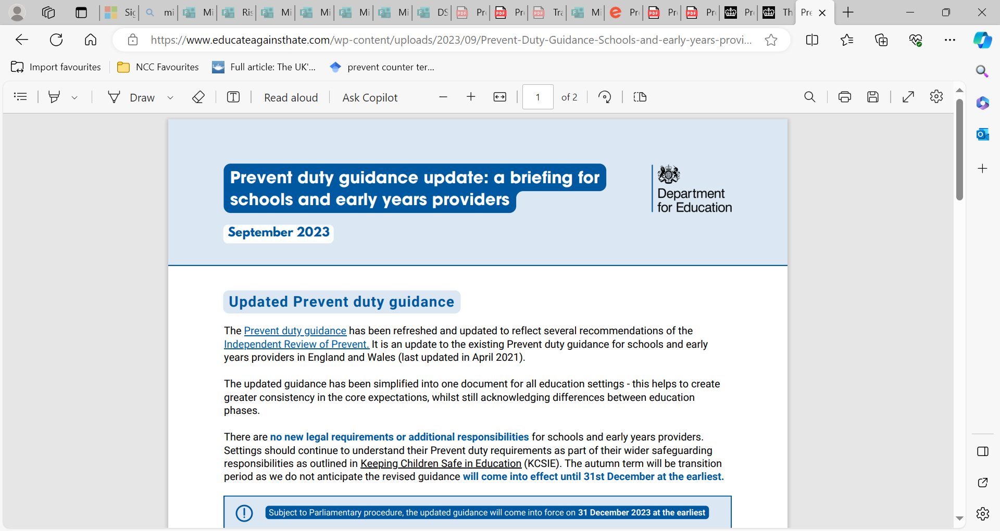 Sig mi Mi Ris Mi Mi Mi Mi DS Pr Pr Tra Mi Pr Pr Pr Pr Th Pre
https://www.educateagainsthate.com/wp-content/uploads/2023/09/Prevent-Duty-Guidance-Schools-and-early-years-provi...
Import favourites NCC Favourites Full article: The UK'... prevent counter ter...
Draw Read aloud Ask Copilot 1 of 2
Prevent duty guidance update: a briefing for
schools and early years providers
Department
for Education
September 2023
Updated Prevent duty guidance
The Prevent duty guidance has been refreshed and updated to reflect several recommendations of the
Independent Review of Prevent. It is an update to the existing Prevent duty guidance for schools and early
years providers in England and Wales (last updated in April 2021).
The updated guidance has been simplified into one document for all education settings - this helps to create
greater consistency in the core expectations, whilst still acknowledging differences between education
phases.
There are no new legal requirements or additional responsibilities for schools and early years providers.
Settings should continue to understand their Prevent duty requirements as part of their wider safeguarding
responsibilities as outlined in Keeping Children Safe in Education (KCSIE). The autumn term will be transition
period as we do not anticipate the revised guidance will come into effect until 31st December at the earliest.
Subject to Parliamentary procedure, the updated guidance will come into force on 31 December 2023 at the earliest